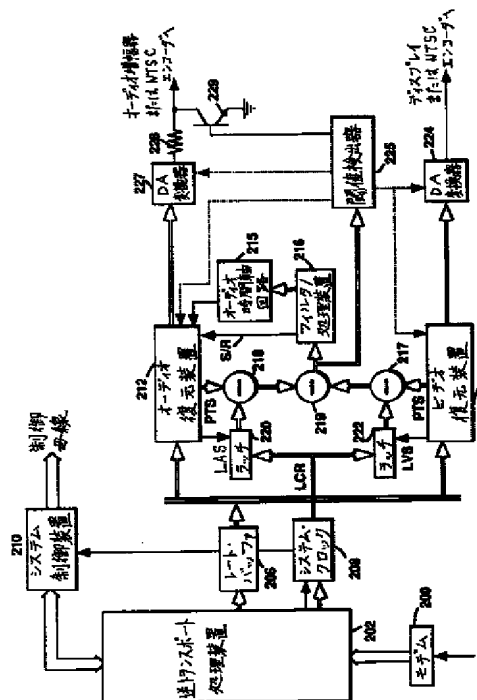 オーディオ増幅器
または NTSC
エンコーダへ
ディスプレイ
または NTSC
エンコーダへ
228
229
227
DA
変換器
224
DA
変換器
225
閾値検出器
215
オーディオ
時間軸
回路
216
フィルタ/
処理装置
S/R
212
オーディオ
復元装置
PTS
218
219
217
PTS
ビデオ
復元装置
LAS
220
ラッチ
222
ラッチ
LVS
LCR
制御
母線
210
システム
制御装置
レート・
バッファ
206
システム・
クロック
208
逆トランスポート
処理装置
202
200
モデム